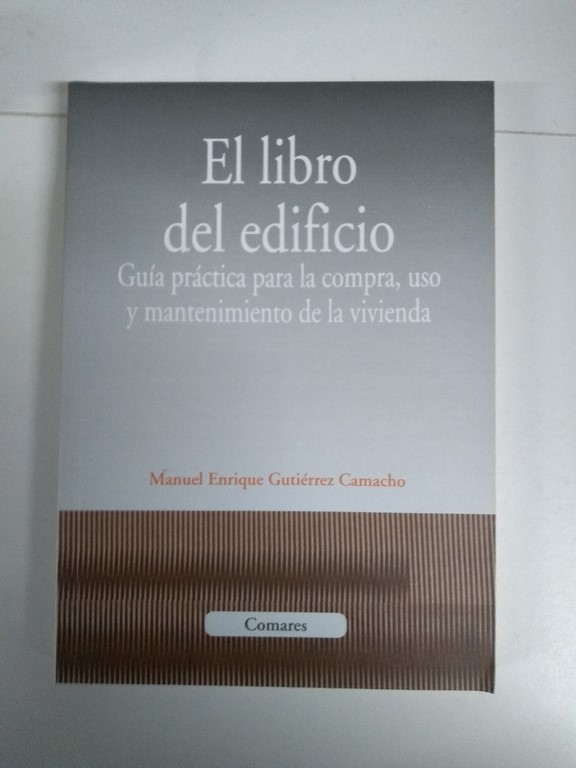 El libro
del edificio
Guía práctica para la compra, uso
y mantenimiento de la vivienda
Manuel Enrique Gutiérrez Camacho
Comares